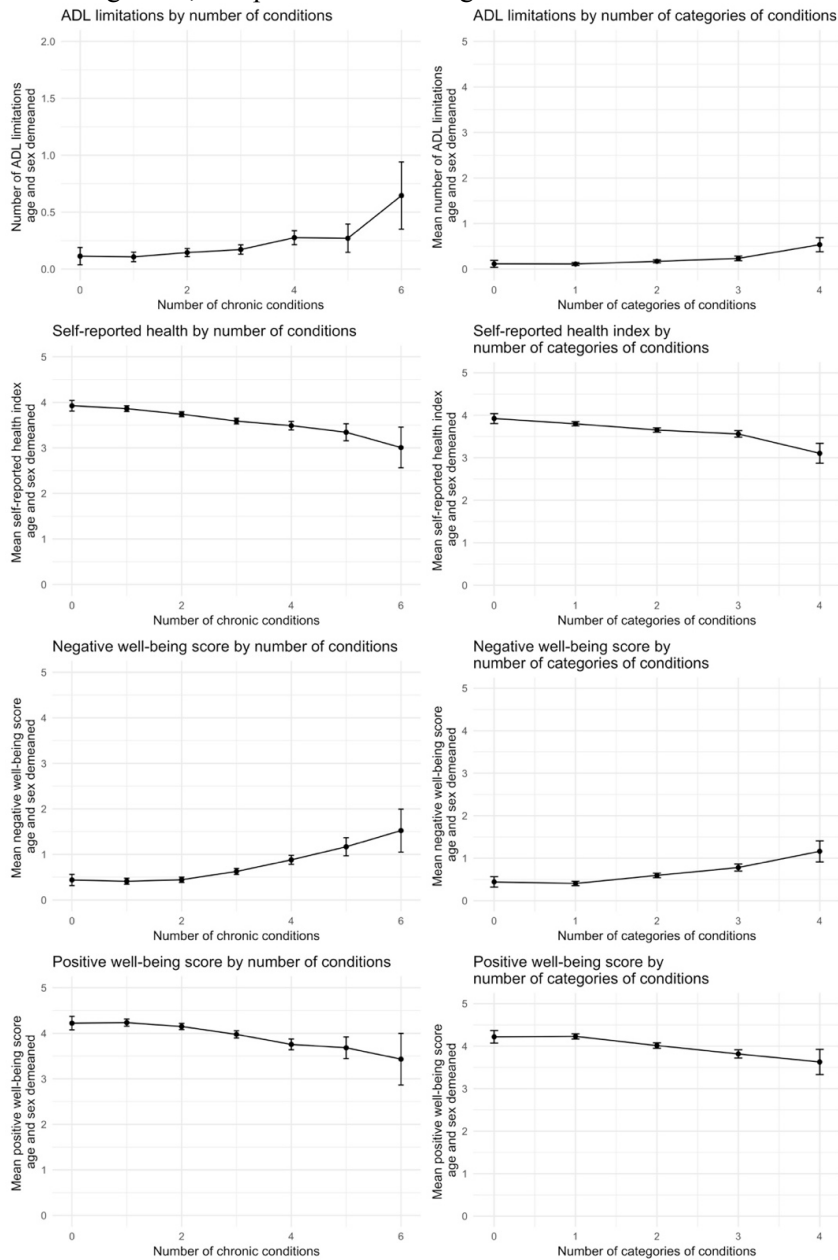 ADL limitations by number of conditions
2.0
1.5
1.0
0.5
0.0
Number of ADL limitations
age and sex demeaned
0 2 4 6
Number of chronic conditions
ADL limitations by number of categories of conditions
5
4
3
2
1
0
Mean number of ADL limitations
age and sex demeaned
0 1 2 3 4
Number of categories of conditions
Self-reported health by number of conditions
5
4
3
2
1
0
Mean self-reported health index
age and sex demeaned
0 2 4 6
Number of chronic conditions
Self-reported health index by
number of categories of conditions
5
4
3
2
1
0
Mean self-reported health index
age and sex demeaned
0 1 2 3 4
Number of categories of conditions
Negative well-being score by number of conditions
5
4
3
2
1
0
Mean negative well-being score
age and sex demeaned
0 2 4 6
Number of chronic conditions
Negative well-being score by
number of categories of conditions
5
4
3
2
1
0
Mean negative well-being score
age and sex demeaned
0 1 2 3 4
Number of categories of conditions
Positive well-being score by number of conditions
5
4
3
2
1
0
Mean positive well-being score
age and sex demeaned
0 2 4 6
Number of chronic conditions
Positive well-being score by
number of categories of conditions
5
4
3
2
1
0
Mean positive well-being score
age and sex demeaned
0 1 2 3 4
Number of categories of conditions